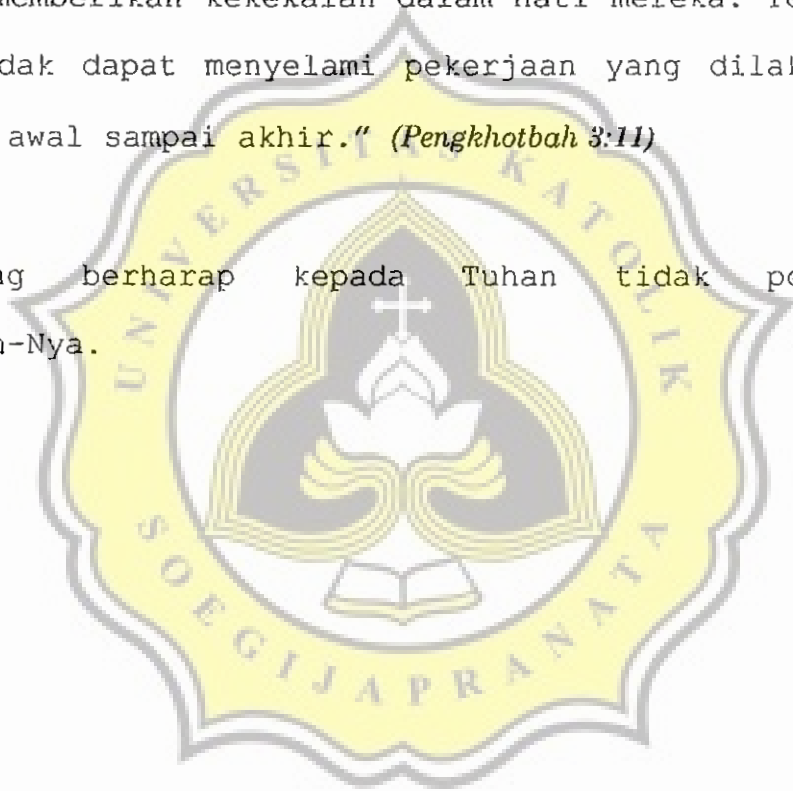 memberikan kekekalan dalam hati mereka.
dak dapat menyelami pekerjaan yang dilak
awal sampai akhir." (Pengkhotbah 3:11)
UNIVERSITAS KATOLIK
ng berharap kepada Tuhan tidak po
n-Nya.
SOEGIJAPRANATA